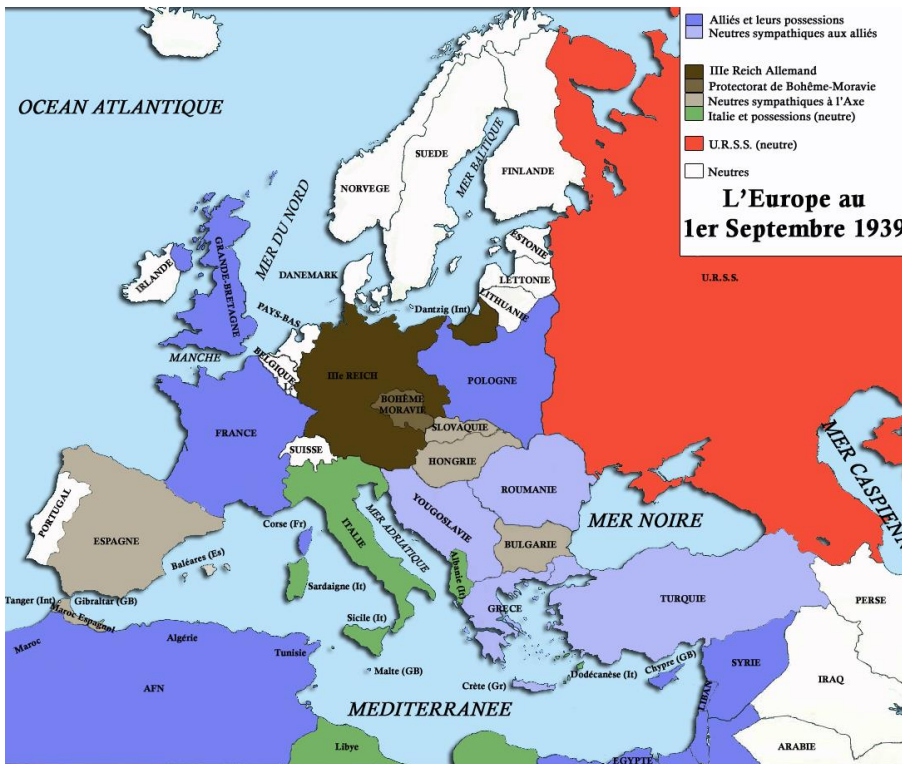 Alliés et leurs possessions
Neutres sympathiques aux alliés
IIIe Reich Allemand
Protectorat de Bohême-Moravie
Neutres sympathiques à l'Axe
Italie et possessions (neutre)
U.R.S.S. (neutre)
Neutres
L'Europe au
1er Septembre 1939
OCEAN ATLANTIQUE
MER DU NORD
MER BALTIQUE
NORVEGE
SUEDE
FINLANDE
ESTONIE
LETTONIE
LITHUANIE
U.R.S.S.
IRLANDE
GRANDE-BRETAGNE
DANEMARK
Dantzig (Int)
PAYS-BAS
BELGIQUE
MANCHE
IIIe REICH
POLOGNE
BOHÊME
MORAVIE
SLOVAQUIE
FRANCE
SUISSE
HONGRIE
ROUMANIE
MER CASPIENN
YOUGOSLAVIE
MER NOIRE
PORTUGAL
ESPAGNE
Corse (Fr)
ITALIE
MER ADRIATIQUE
BULGARIE
Baléares (Es)
Albanie (It)
Sardaigne (It)
TURQUIE
PERSE
Tanger (Int)
Gibraltar (GB)
Maroc Espagnol
GRECE
Sicile (It)
Maroc
Algérie
Tunisie
Malte (GB)
Dodécanèse (It)
Chypre (GB)
SYRIE
Crète (Gr)
LIBAN
IRAQ
AFN
MEDITERRANEE
Libye
EGYPTE
ARABIE